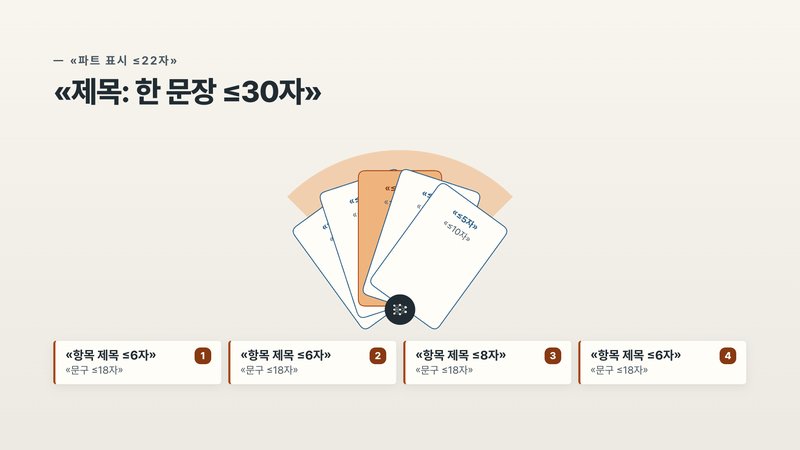 — «파트 표시 ≤22자»
«제목: 한 문장 ≤30자»
«≤5자»
«≤10자»
«항목 제목 ≤6자» 1
«문구 ≤18자»
«항목 제목 ≤6자» 2
«문구 ≤18자»
«항목 제목 ≤8자» 3
«문구 ≤18자»
«항목 제목 ≤6자» 4
«문구 ≤18자»